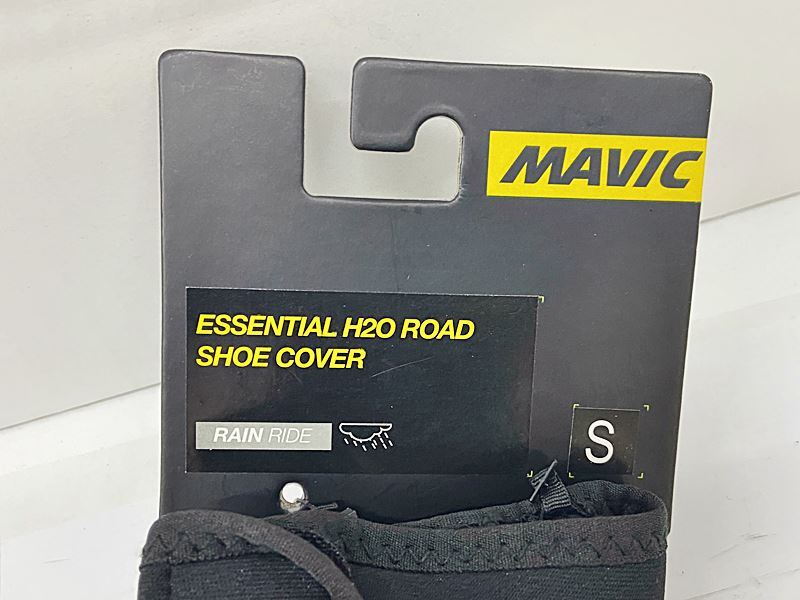 MAVIC
ESSENTIAL H2O ROAD
SHOE COVER
RAIN RIDE
S